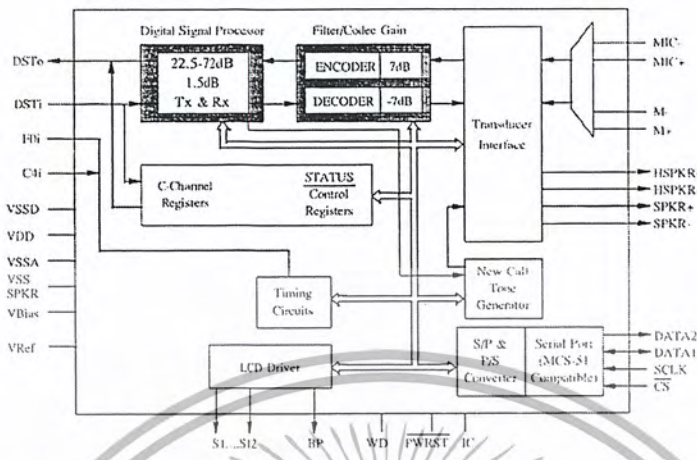 Digital Signal Processor
Filter/Codec Gain
22.5-72dB
1.5dB
Tx & Rx
ENCODER
7dB
DECODER
-7dB
Transducer
Interface
C-Channel
Registers
STATUS
Control
Registers
Timing
Circuits
New Call
Tone
Generator
LCD Driver
S/P &
P/S
Converter
Serial Port
(MCS-51
Compatible)
DSTo
DSTi
F0i
C4i
VSSD
VDD
VSSA
VSS
SPKR
VBias
VRef
MIC-
MIC+
M-
M+
HSPKR
HSPKR
SPKR+
SPKR-
DATA2
DATA1
SCLK
CS
S1....S12
BP
WD
PWRST
IC